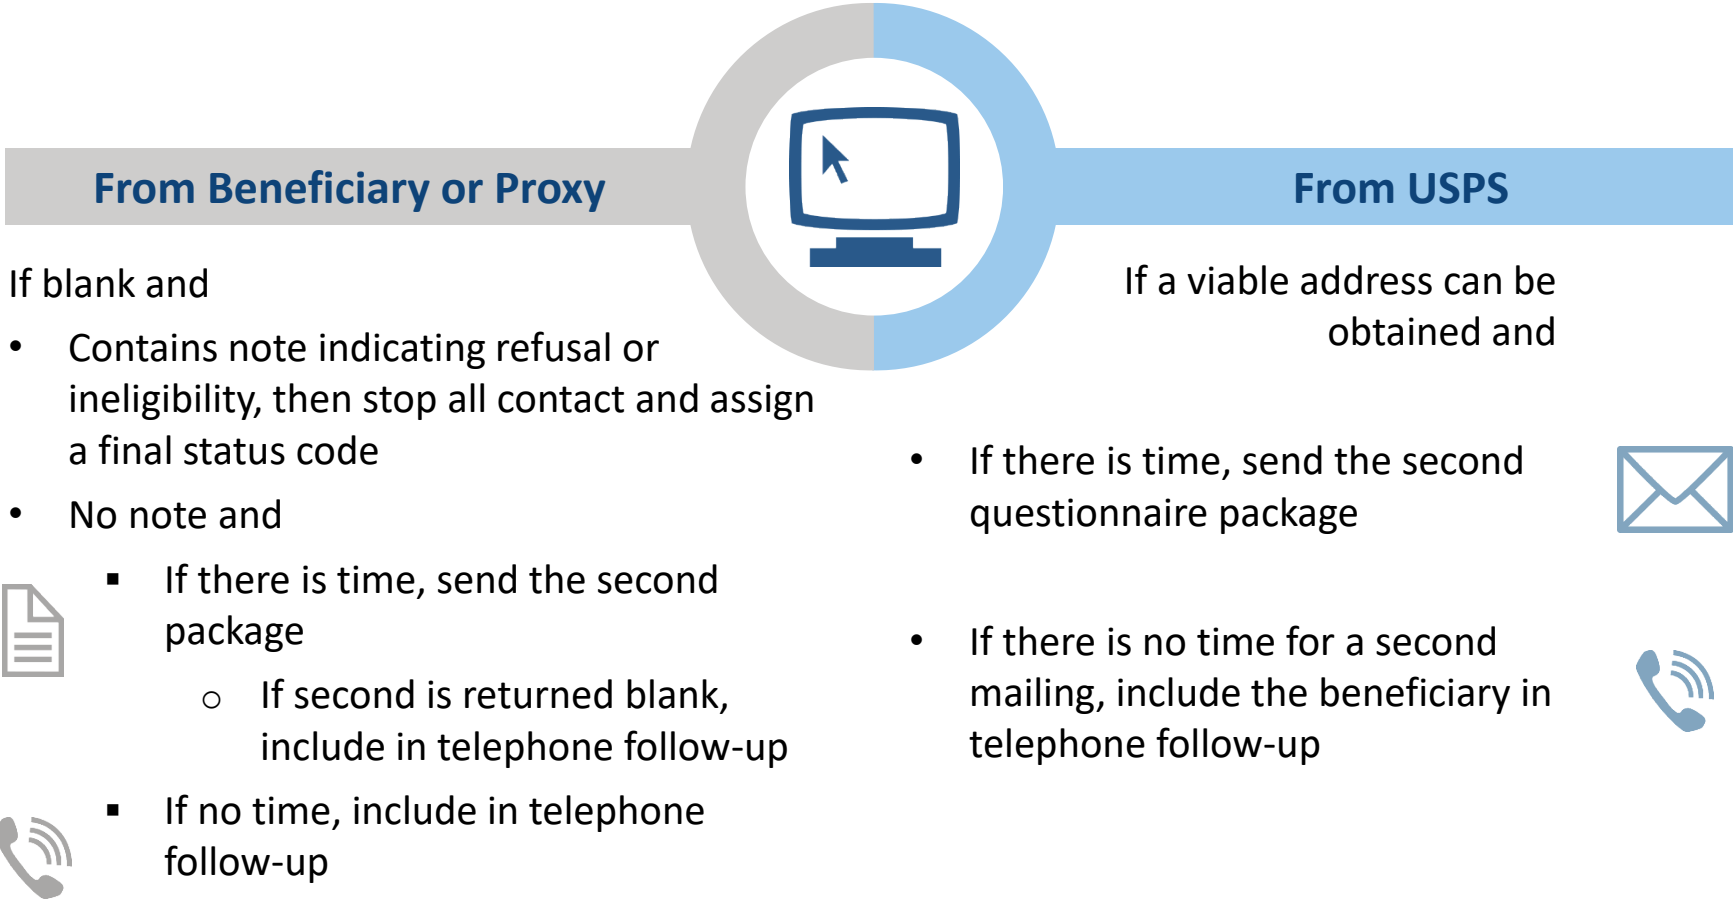 From Beneficiary or Proxy
If blank and
• Contains note indicating refusal or
ineligibility, then stop all contact and assign
a final status code
• No note and
▪ If there is time, send the second
package
o If second is returned blank,
include in telephone follow-up
▪ If no time, include in telephone
follow-up
From USPS
If a viable address can be
obtained and
• If there is time, send the second
questionnaire package
• If there is no time for a second
mailing, include the beneficiary in
telephone follow-up